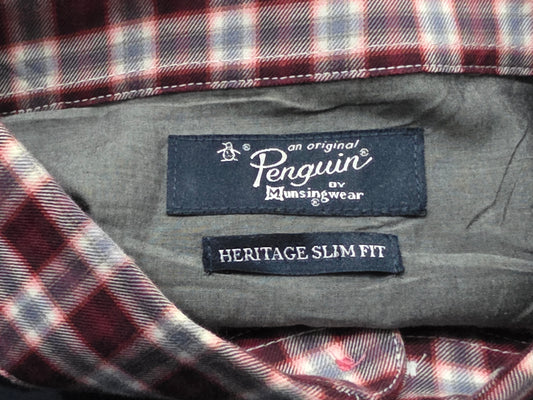 an original
Penguin®
BY
Munsingwear®
HERITAGE SLIM FIT